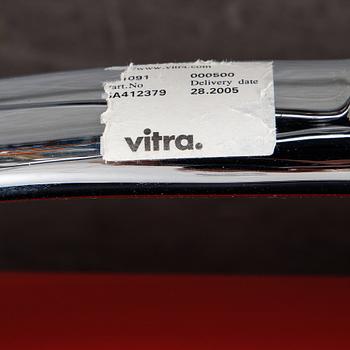 www.vitra.com
1091 000500
art.No Delivery date
A412379 28.2005
vitra.